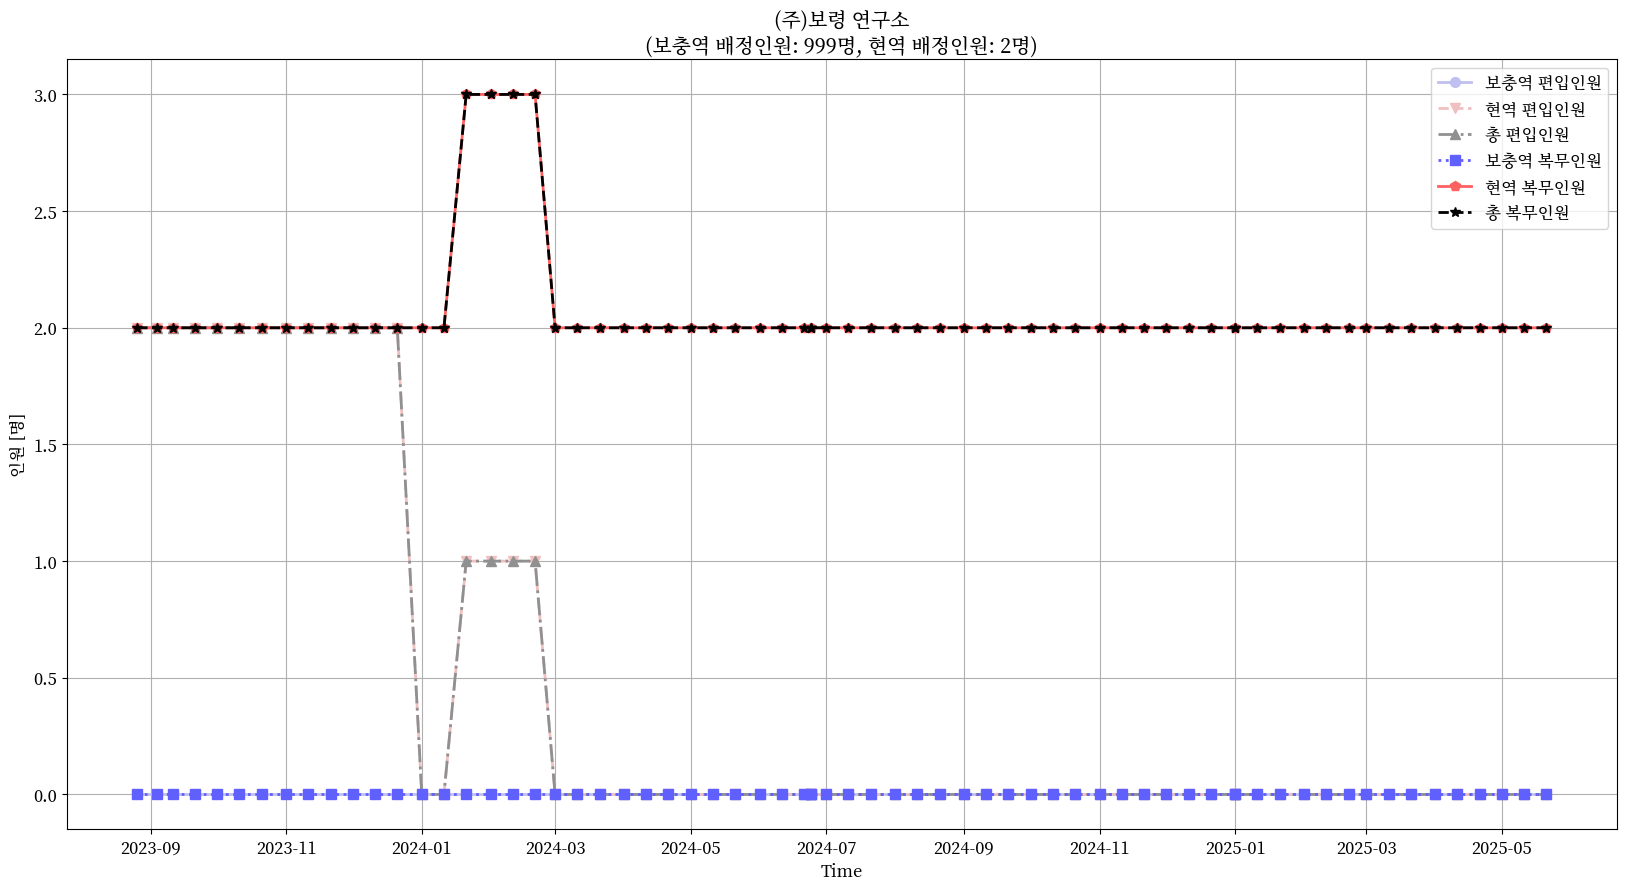 (주)보령 연구소
(보충역 배정인원: 999명, 현역 배정인원: 2명)
보충역 편입인원
현역 편입인원
총 편입인원
보충역 복무인원
현역 복무인원
총 복무인원
인원 [명]
3.0
2.5
2.0
1.5
1.0
0.5
0.0
2023-09
2023-11
2024-01
2024-03
2024-05
2024-07
2024-09
2024-11
2025-01
2025-03
2025-05
Time